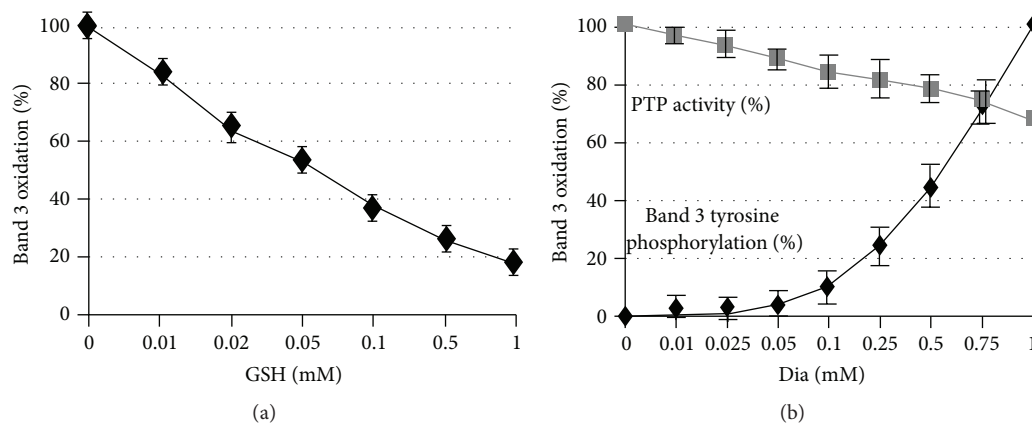 100
80
60
40
20
0
Band 3 oxidation (%)
0 0.01 0.02 0.05 0.1 0.5 1
GSH (mM)
(a)
100
80
60
40
20
0
Band 3 oxidation (%)
PTP activity (%)
Band 3 tyrosine
phosphorylation (%)
0 0.01 0.025 0.05 0.1 0.25 0.5 0.75 1
Dia (mM)
(b)